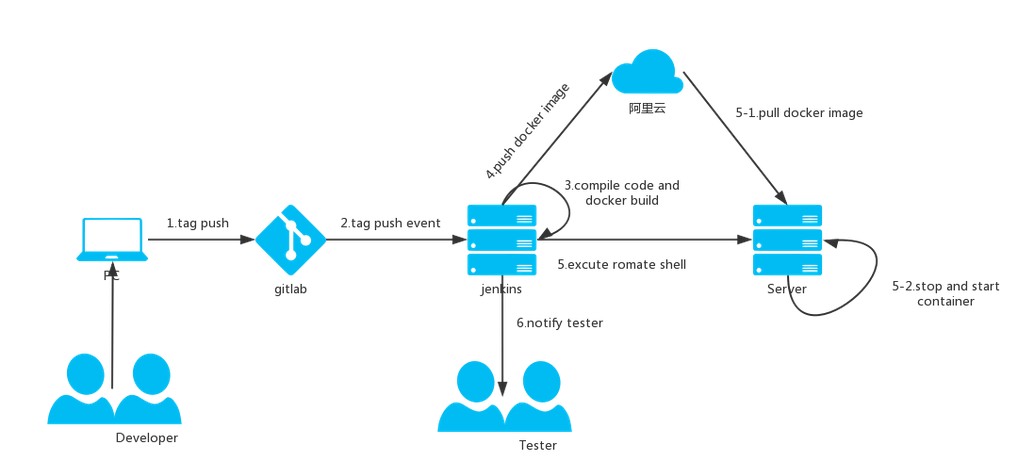 4.push docker image
阿里云
5-1.pull docker image
3.compile code and
docker build
1.tag push
2.tag push event
5.excute romate shell
PC
gitlab
jenkins
Server
5-2.stop and start
container
6.notify tester
Developer
Tester